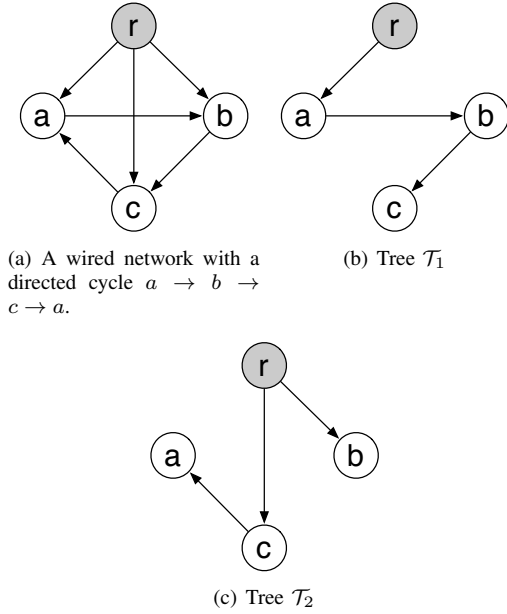 r
a
b
c
(a) A wired network with a
directed cycle a → b →
c → a.
r
a
b
c
(b) Tree 𝒯₁
r
a
b
c
(c) Tree 𝒯₂